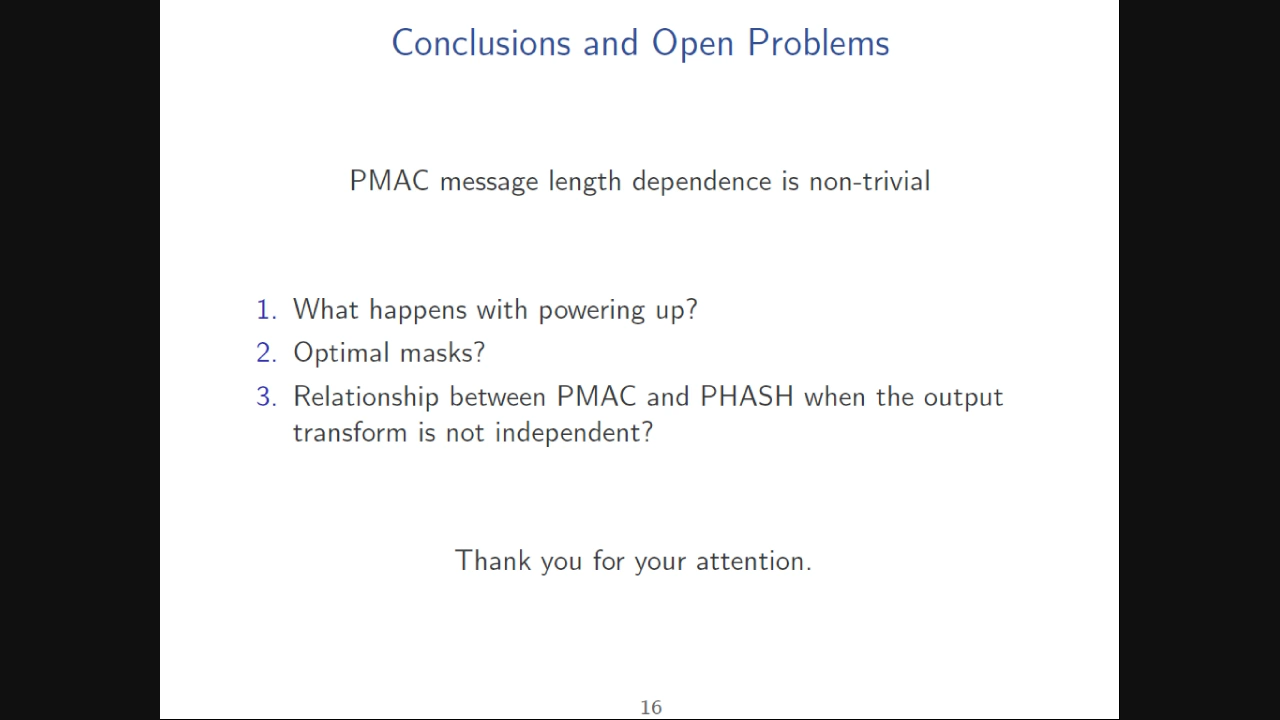 Conclusions and Open Problems
PMAC message length dependence is non-trivial
1. What happens with powering up?
2. Optimal masks?
3. Relationship between PMAC and PHASH when the output
transform is not independent?
Thank you for your attention.
16